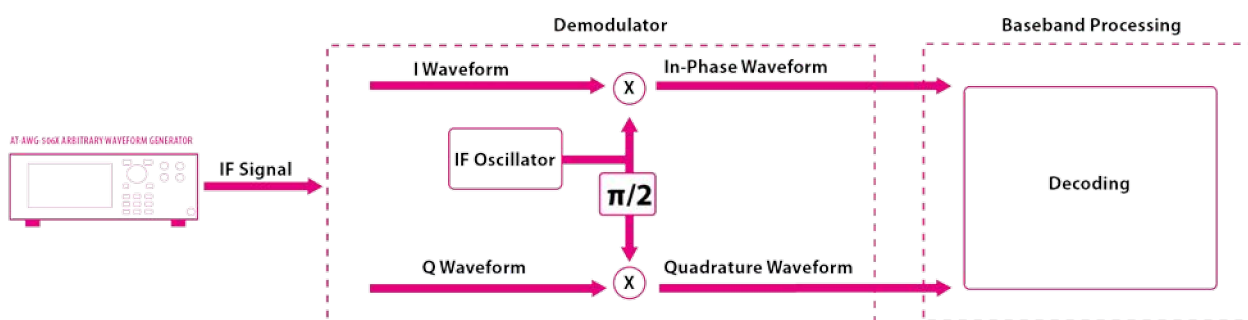 Demodulator
Baseband Processing
I Waveform
In-Phase Waveform
X
AT-AWG-506X ARBITRARY WAVEFORM GENERATOR
IF Signal
IF Oscillator
π/2
Decoding
Q Waveform
Quadrature Waveform
X